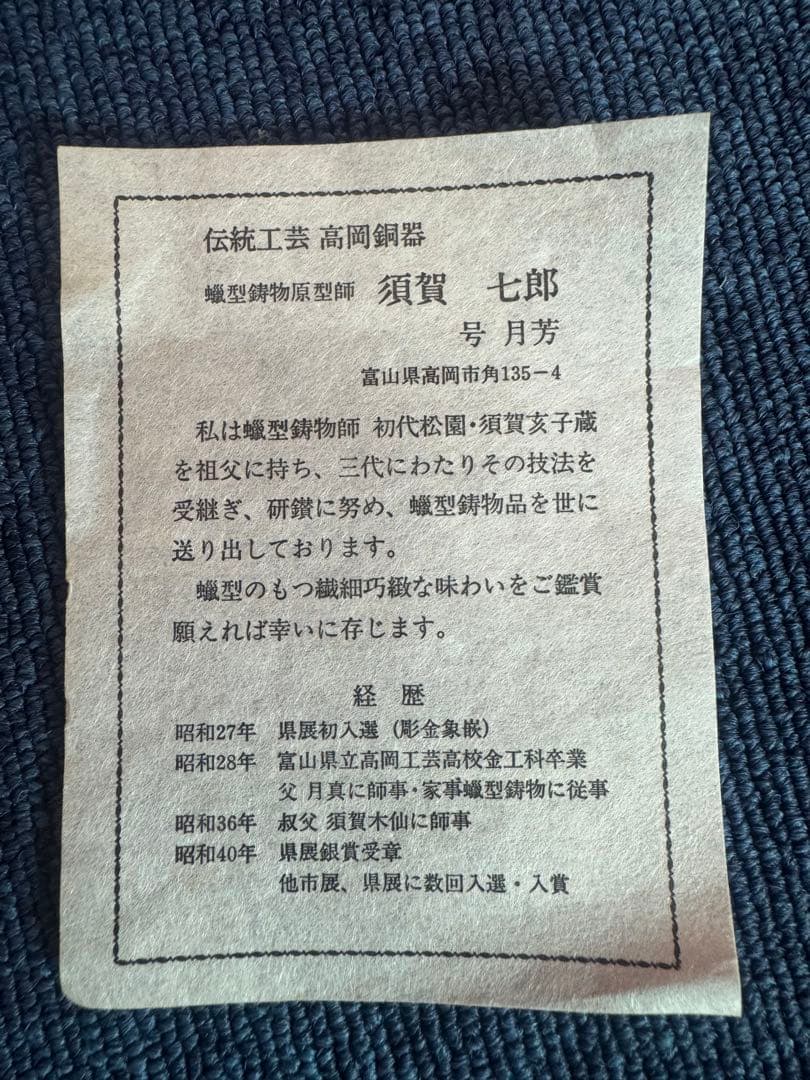 伝統工芸 高岡銅器
蠟型鋳物原型師 須賀 七郎
号 月芳
富山県高岡市角135−4
私は蠟型鋳物師 初代松園・須賀亥子蔵
を祖父に持ち、三代にわたりその技法を
受継ぎ、研鑽に努め、蠟型鋳物品を世に
送り出しております。
蠟型のもつ繊細巧緻な味わいをご鑑賞
願えれば幸いに存じます。
経 歴
昭和27年 県展初入選 (彫金象嵌)
昭和28年 富山県立高岡工芸高校金工科卒業
父 月真に師事・家事蠟型鋳物に従事
昭和36年 叔父 須賀木仙に師事
昭和40年 県展銀賞受章
他市展、県展に数回入選・入賞